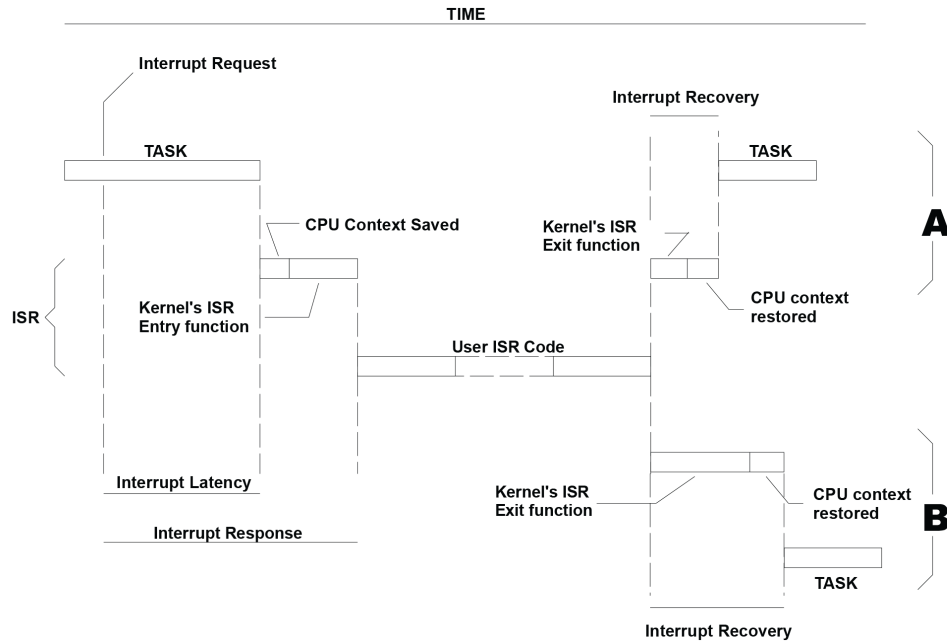 TIME
Interrupt Request
Interrupt Recovery
TASK
TASK
A
CPU Context Saved
Kernel's ISR
Exit function
ISR
Kernel's ISR
Entry function
CPU context
restored
User ISR Code
Interrupt Latency
Kernel's ISR
Exit function
CPU context
restored
B
Interrupt Response
TASK
Interrupt Recovery